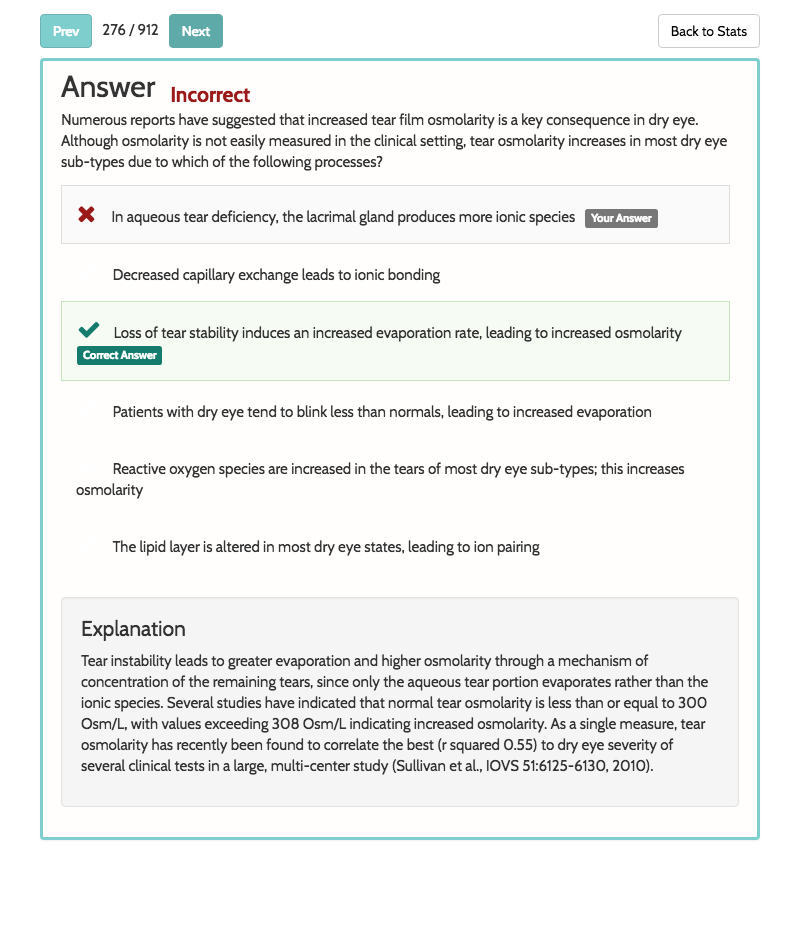 Prev 276 / 912 Next Back to Stats
Answer Incorrect
Numerous reports have suggested that increased tear film osmolarity is a key consequence in dry eye.
Although osmolarity is not easily measured in the clinical setting, tear osmolarity increases in most dry eye
sub-types due to which of the following processes?
In aqueous tear deficiency, the lacrimal gland produces more ionic species Your Answer
Decreased capillary exchange leads to ionic bonding
Loss of tear stability induces an increased evaporation rate, leading to increased osmolarity
Correct Answer
Patients with dry eye tend to blink less than normals, leading to increased evaporation
Reactive oxygen species are increased in the tears of most dry eye sub-types; this increases
osmolarity
The lipid layer is altered in most dry eye states, leading to ion pairing
Explanation
Tear instability leads to greater evaporation and higher osmolarity through a mechanism of
concentration of the remaining tears, since only the aqueous tear portion evaporates rather than the
ionic species. Several studies have indicated that normal tear osmolarity is less than or equal to 300
Osm/L, with values exceeding 308 Osm/L indicating increased osmolarity. As a single measure, tear
osmolarity has recently been found to correlate the best (r squared 0.55) to dry eye severity of
several clinical tests in a large, multi-center study (Sullivan et al., IOVS 51:6125-6130, 2010).